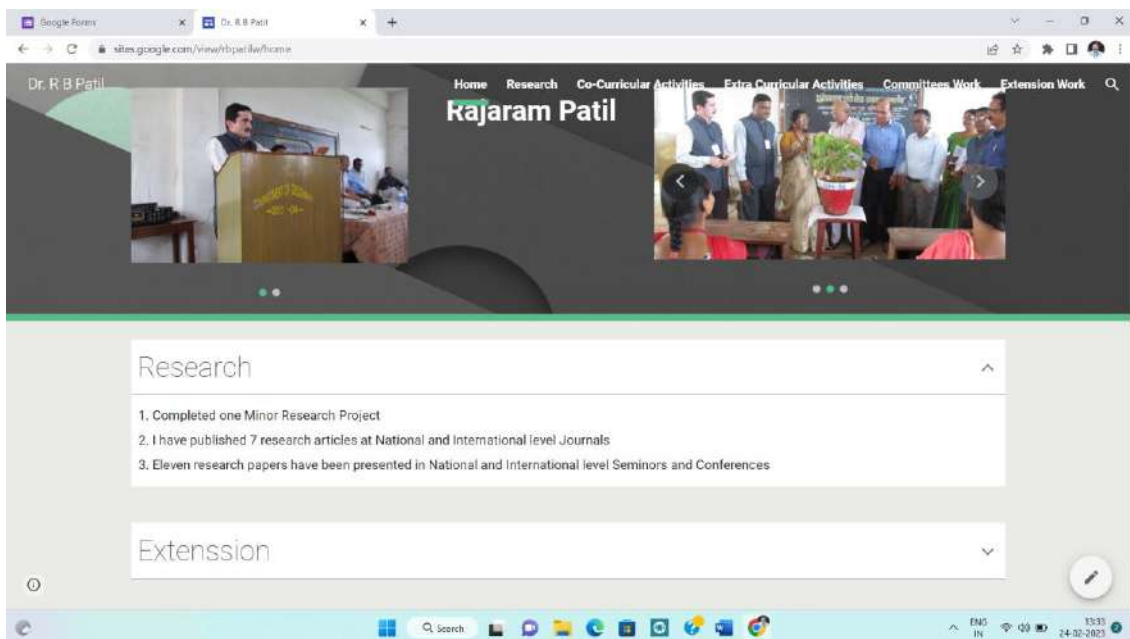 Google Forms
Dr. R B Patil
sites.google.com/view/rbpatilw/home
Dr. R B Patil
Home Research Co-Curricular Activities Extra Curricular Activities Committees Work Extension Work
Rajaram Patil
Research
1. Completed one Minor Research Project
2. I have published 7 research articles at National and International level Journals
3. Eleven research papers have been presented in National and International level Seminors and Conferences
Extenssion
Search
ENG
IN
13:33
24-02-2023